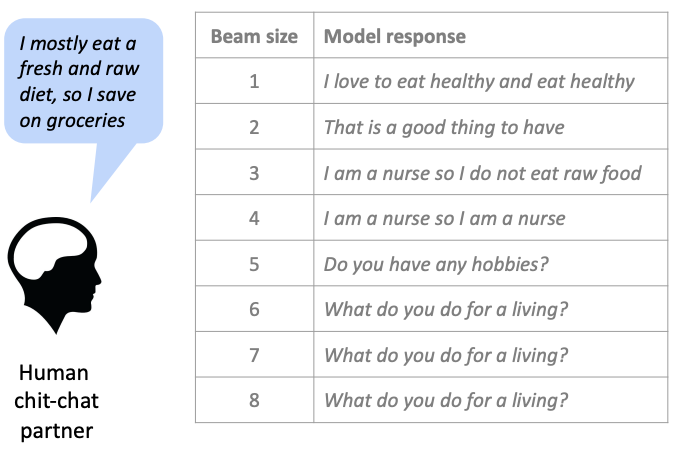 I mostly eat a
fresh and raw
diet, so I save
on groceries
Human
chit-chat
partner
Beam size Model response
1 I love to eat healthy and eat healthy
2 That is a good thing to have
3 I am a nurse so I do not eat raw food
4 I am a nurse so I am a nurse
5 Do you have any hobbies?
6 What do you do for a living?
7 What do you do for a living?
8 What do you do for a living?